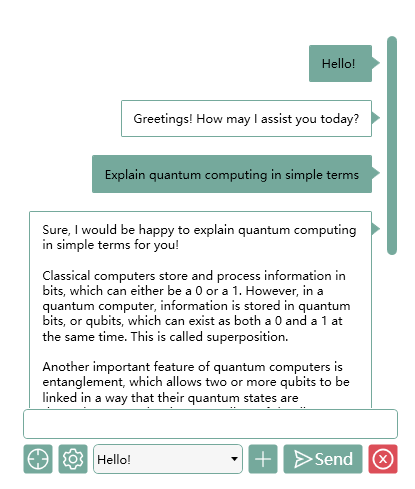 Hello!
Greetings! How may I assist you today?
Explain quantum computing in simple terms
Sure, I would be happy to explain quantum computing
in simple terms for you!
Classical computers store and process information in
bits, which can either be a 0 or a 1. However, in a
quantum computer, information is stored in quantum
bits, or qubits, which can exist as both a 0 and a 1 at
the same time. This is called superposition.
Another important feature of quantum computers is
entanglement, which allows two or more qubits to be
linked in a way that their quantum states are
Hello!
Send